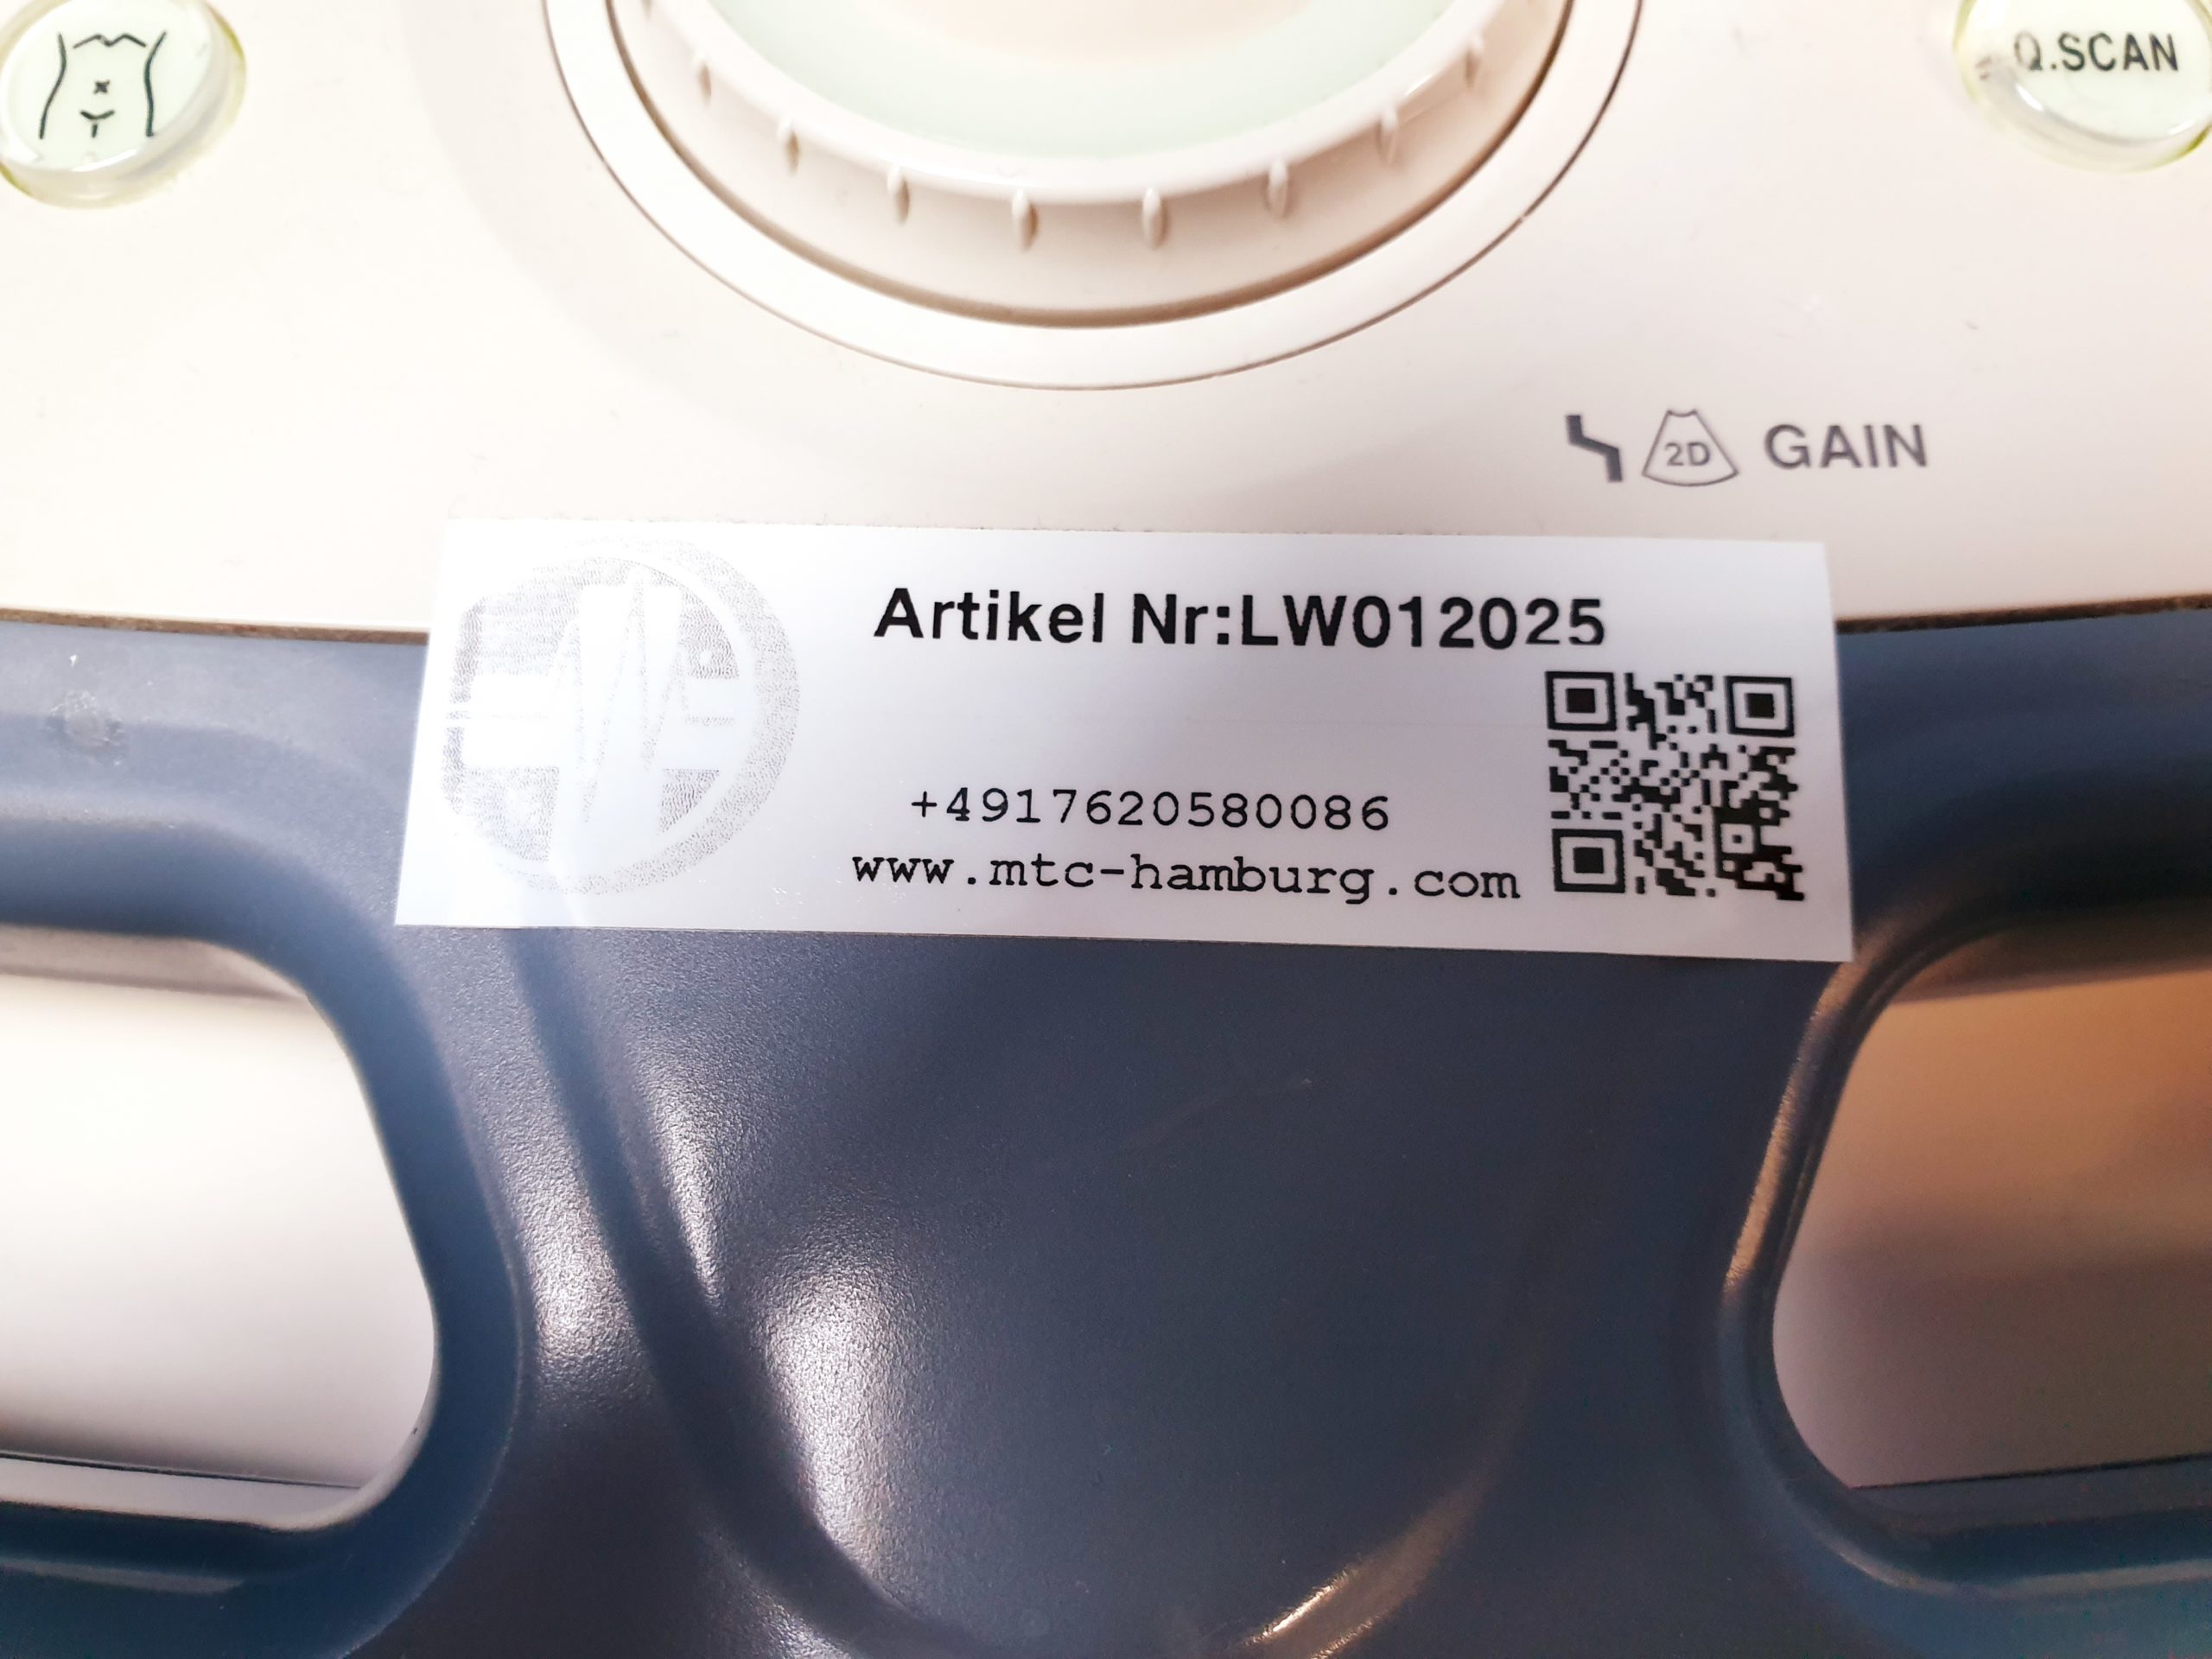 Q.SCAN
2D GAIN
Artikel Nr:LW012025
+4917620580086
www.mtc-hamburg.com